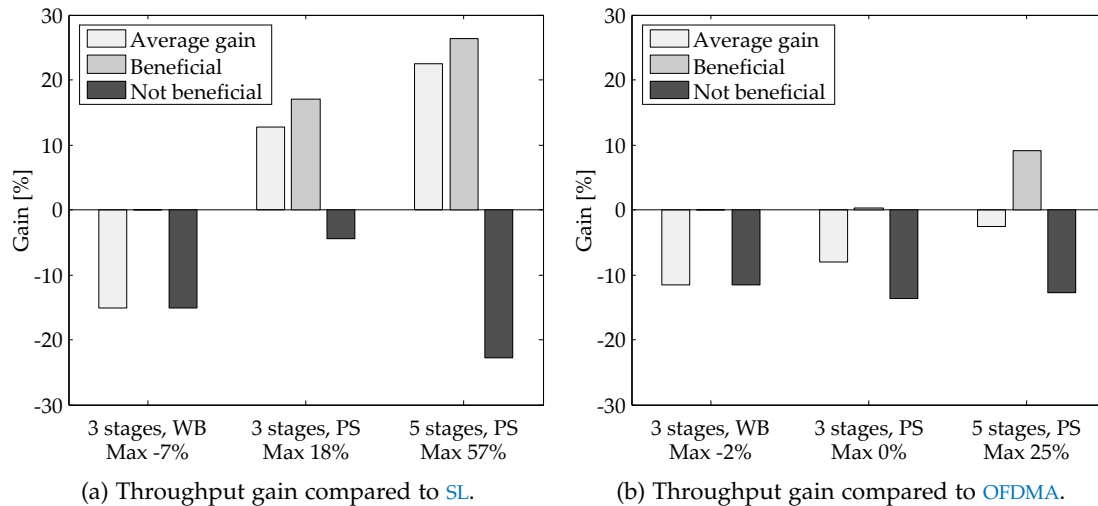 30
20
10
0
-10
-20
-30
Gain [%]
Average gain
Beneficial
Not beneficial
3 stages, WB
Max -7%
3 stages, PS
Max 18%
5 stages, PS
Max 57%
(a) Throughput gain compared to SL.
30
20
10
0
-10
-20
-30
Gain [%]
Average gain
Beneficial
Not beneficial
3 stages, WB
Max -2%
3 stages, PS
Max 0%
5 stages, PS
Max 25%
(b) Throughput gain compared to OFDMA.